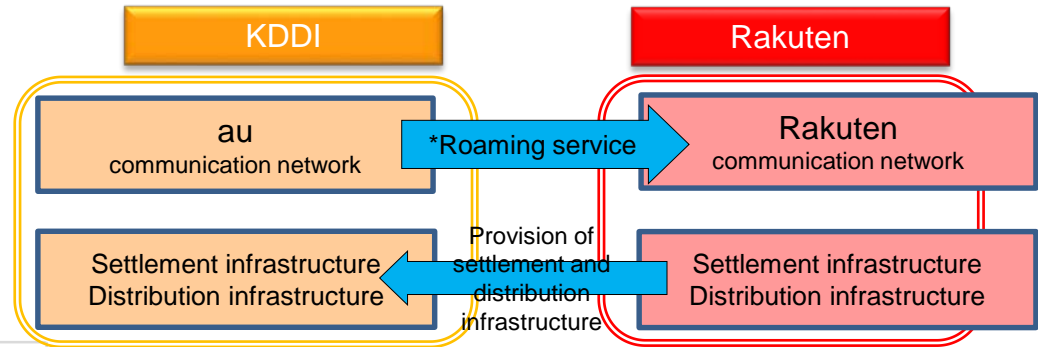 KDDI
Rakuten
au
communication network
*Roaming service
Rakuten
communication network
Settlement infrastructure
Distribution infrastructure
Provision of
settlement and
distribution
infrastructure
Settlement infrastructure
Distribution infrastructure